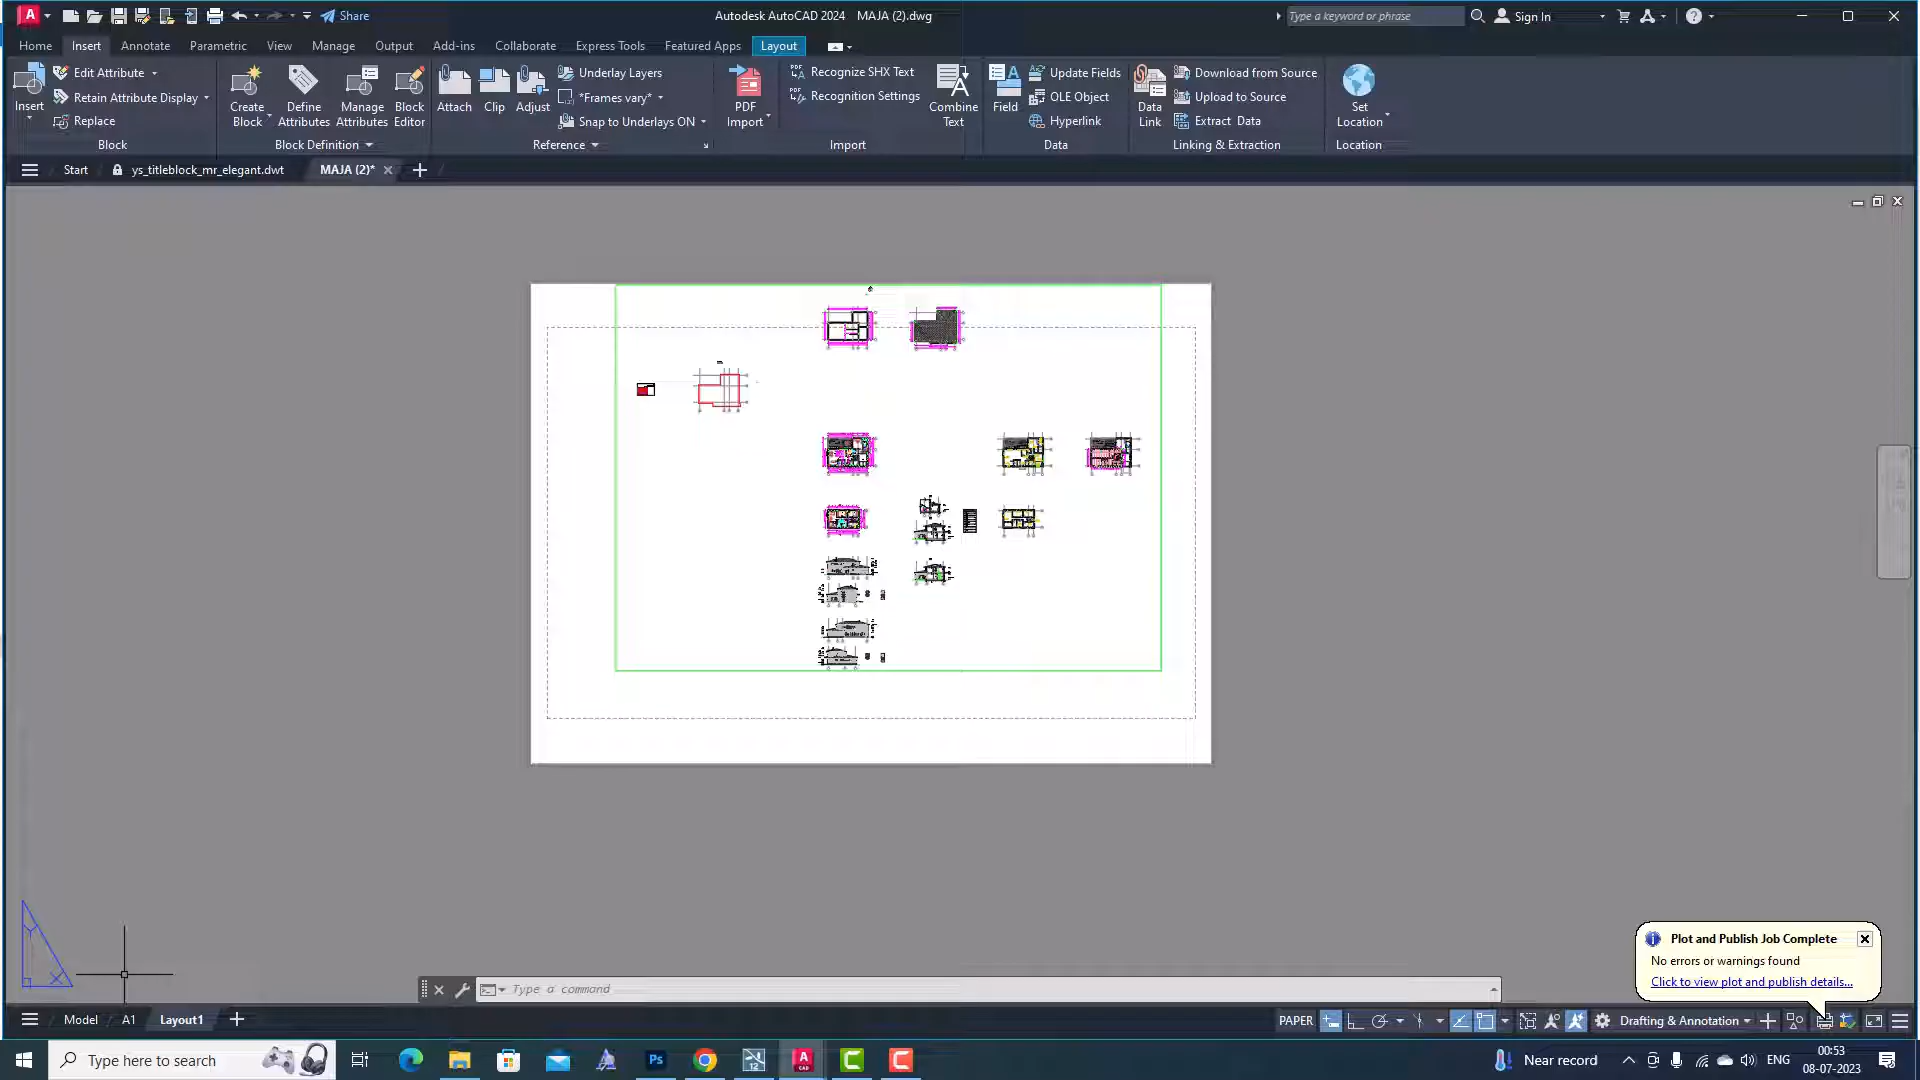 Share
Autodesk AutoCAD 2024 MAJA (2).dwg
Type a keyword or phrase
Sign In
Home Insert Annotate Parametric View Manage Output Add-ins Collaborate Express Tools Featured Apps Layout
Insert
Edit Attribute
Retain Attribute Display
Replace
Block
Create Block
Define Attributes
Manage Attributes
Block Editor
Block Definition
Attach
Clip
Adjust
Underlay Layers
*Frames vary*
Snap to Underlays ON
Reference
PDF Import
Recognize SHX Text
Recognition Settings
Combine Text
Import
Field
Update Fields
OLE Object
Hyperlink
Data
Data Link
Download from Source
Upload to Source
Extract Data
Linking & Extraction
Set Location
Location
Start
ys_titleblock_mr_elegant.dwt
MAJA (2)*
Plot and Publish Job Complete
No errors or warnings found
Click to view plot and publish details...
Type a command
Model A1 Layout1
PAPER
Drafting & Annotation
Type here to search
Near record
ENG
00:53
08-07-2023